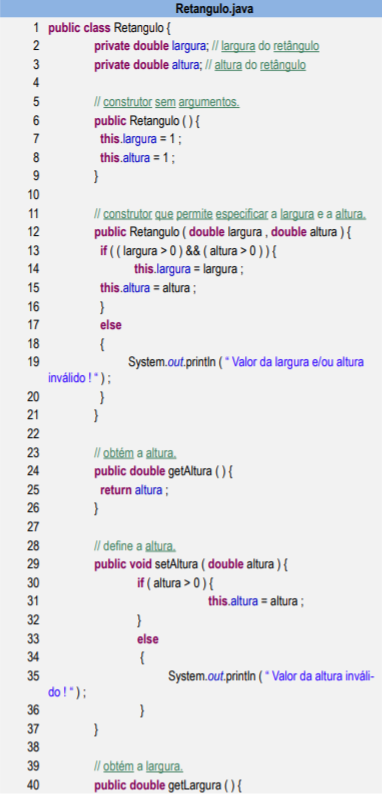 Retangulo.java
1 public class Retangulo {
2 private double largura; // largura do retângulo
3 private double altura; // altura do retângulo
4
5 // construtor sem argumentos.
6 public Retangulo ( ) {
7 this.largura = 1 ;
8 this.altura = 1 ;
9 }
10
11 // construtor que permite especificar a largura e a altura.
12 public Retangulo ( double largura , double altura ) {
13 if ( ( largura > 0 ) && ( altura > 0 ) ) {
14 this.largura = largura ;
15 this.altura = altura ;
16 }
17 else
18 {
19 System.out.println ( “ Valor da largura e/ou altura
inválido ! “ ) ;
20 }
21 }
22
23 // obtém a altura.
24 public double getAltura ( ) {
25 return altura ;
26 }
27
28 // define a altura.
29 public void setAltura ( double altura ) {
30 if ( altura > 0 ) {
31 this.altura = altura ;
32 }
33 else
34 {
35 System.out.println ( “ Valor da altura inváli-
do ! “ ) ;
36 }
37 }
38
39 // obtém a largura.
40 public double getLargura ( ) {